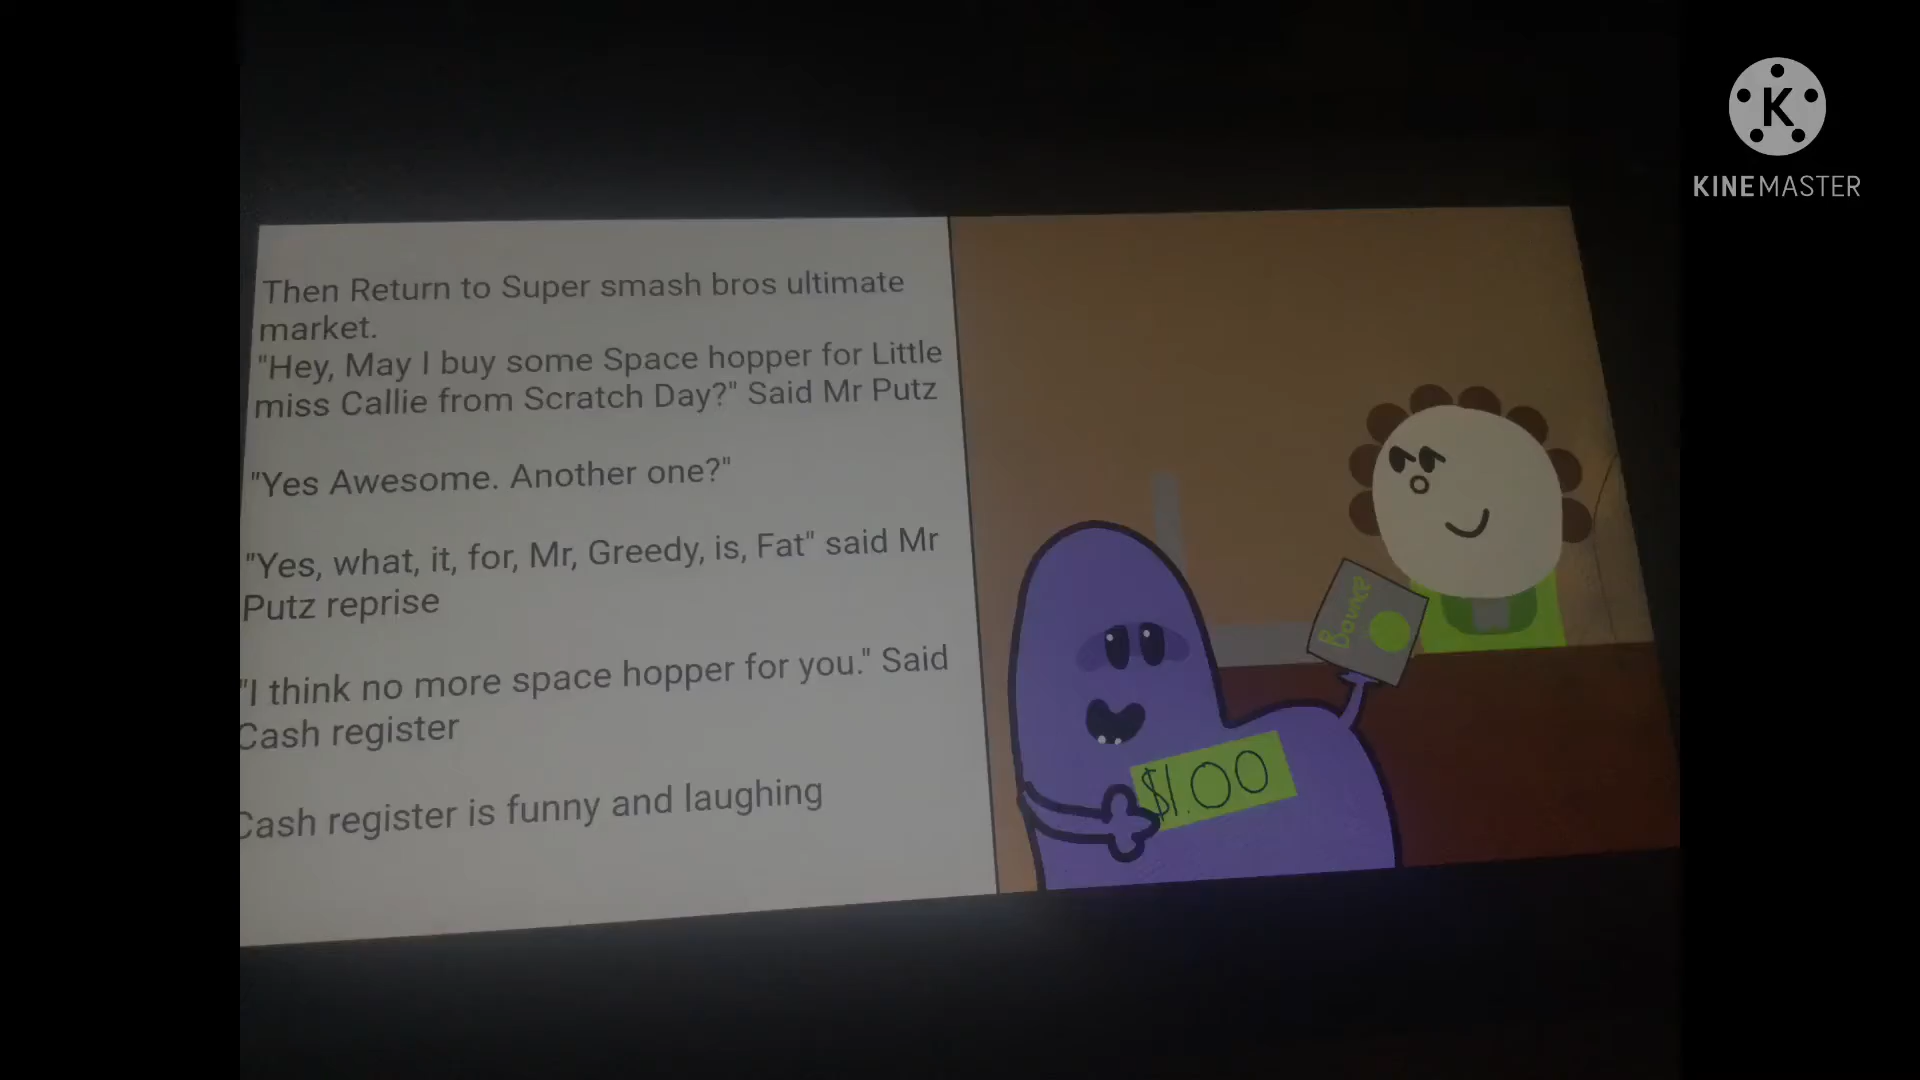 KINEMASTER
Then Return to Super smash bros ultimate
market.
"Hey, May I buy some Space hopper for Little
miss Callie from Scratch Day?" Said Mr Putz
"Yes Awesome. Another one?"
"Yes, what, it, for, Mr, Greedy, is, Fat" said Mr
Putz reprise
"I think no more space hopper for you." Said
Cash register
Cash register is funny and laughing
Bounce
$1.00